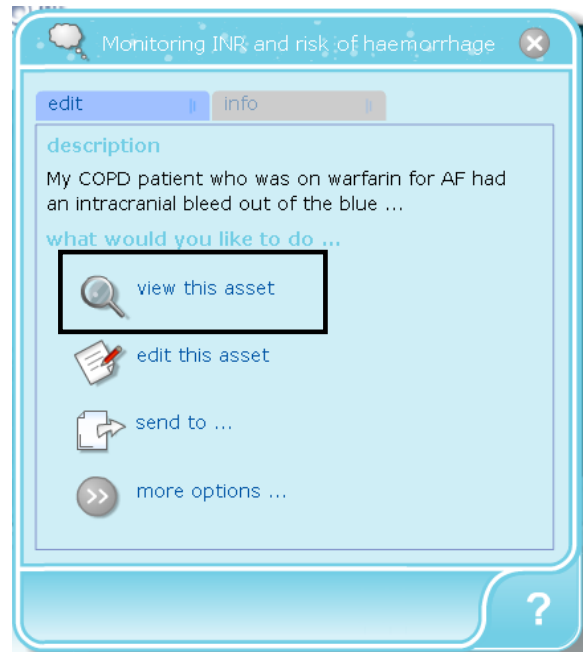 Monitoring INR and risk of haemorrhage
edit
info
description
My COPD patient who was on warfarin for AF had
an intracranial bleed out of the blue ...
what would you like to do ...
view this asset
edit this asset
send to ...
more options ...
?